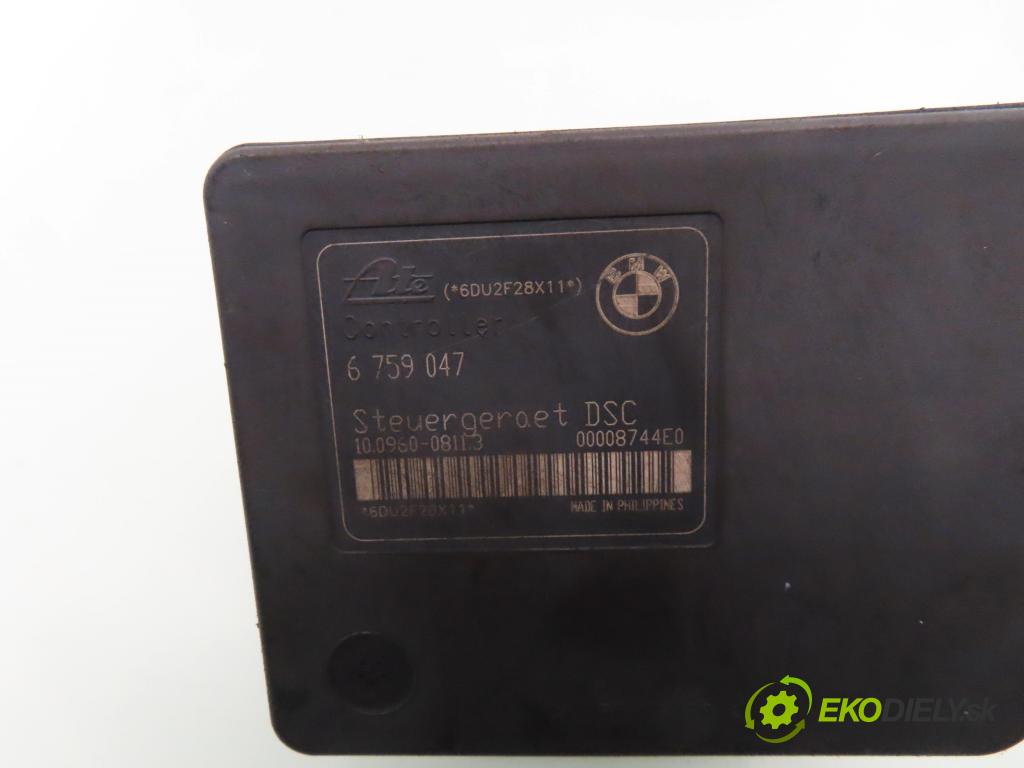 Ate (*6DU2F28X11*) BMW
Controller
6 759 047
Steuergeraet DSC
10.0960-0811.3 00008744E0
*6DU2F28X11* MADE IN PHILIPPINES
EKODIELY.sk